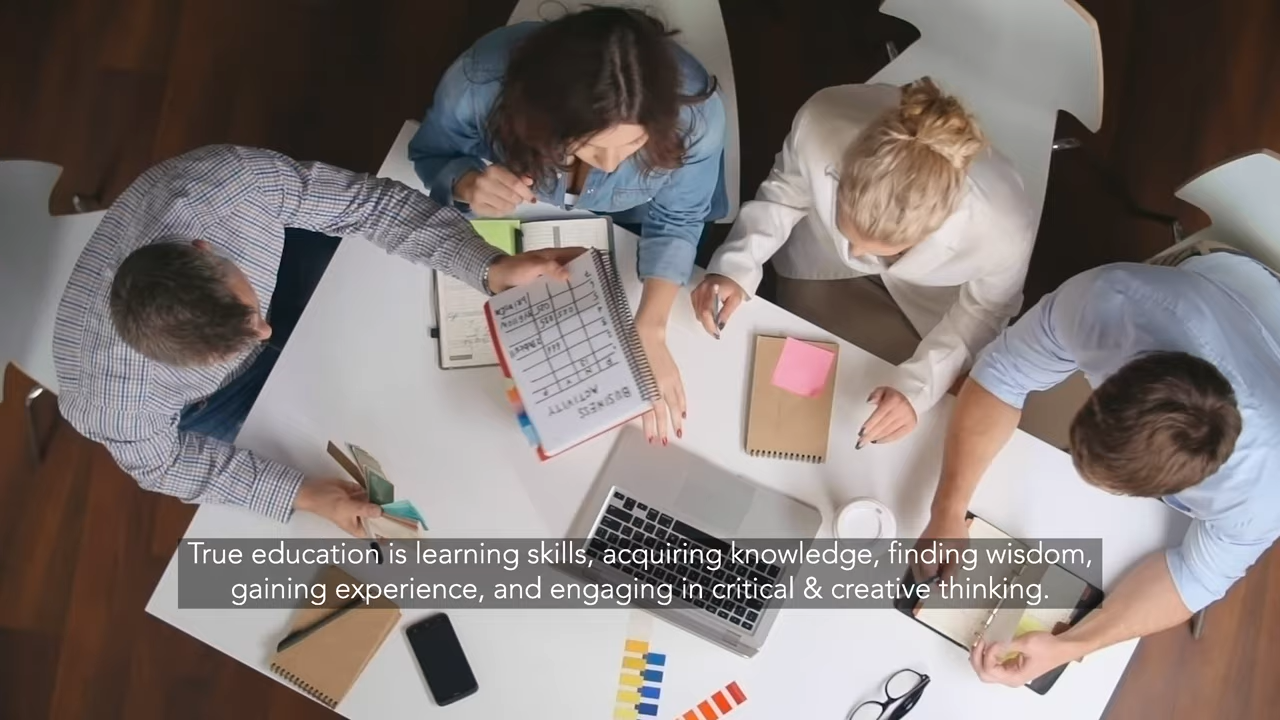 BUSINESS
ACTIVITY
True education is learning skills, acquiring knowledge, finding wisdom,
gaining experience, and engaging in critical & creative thinking.